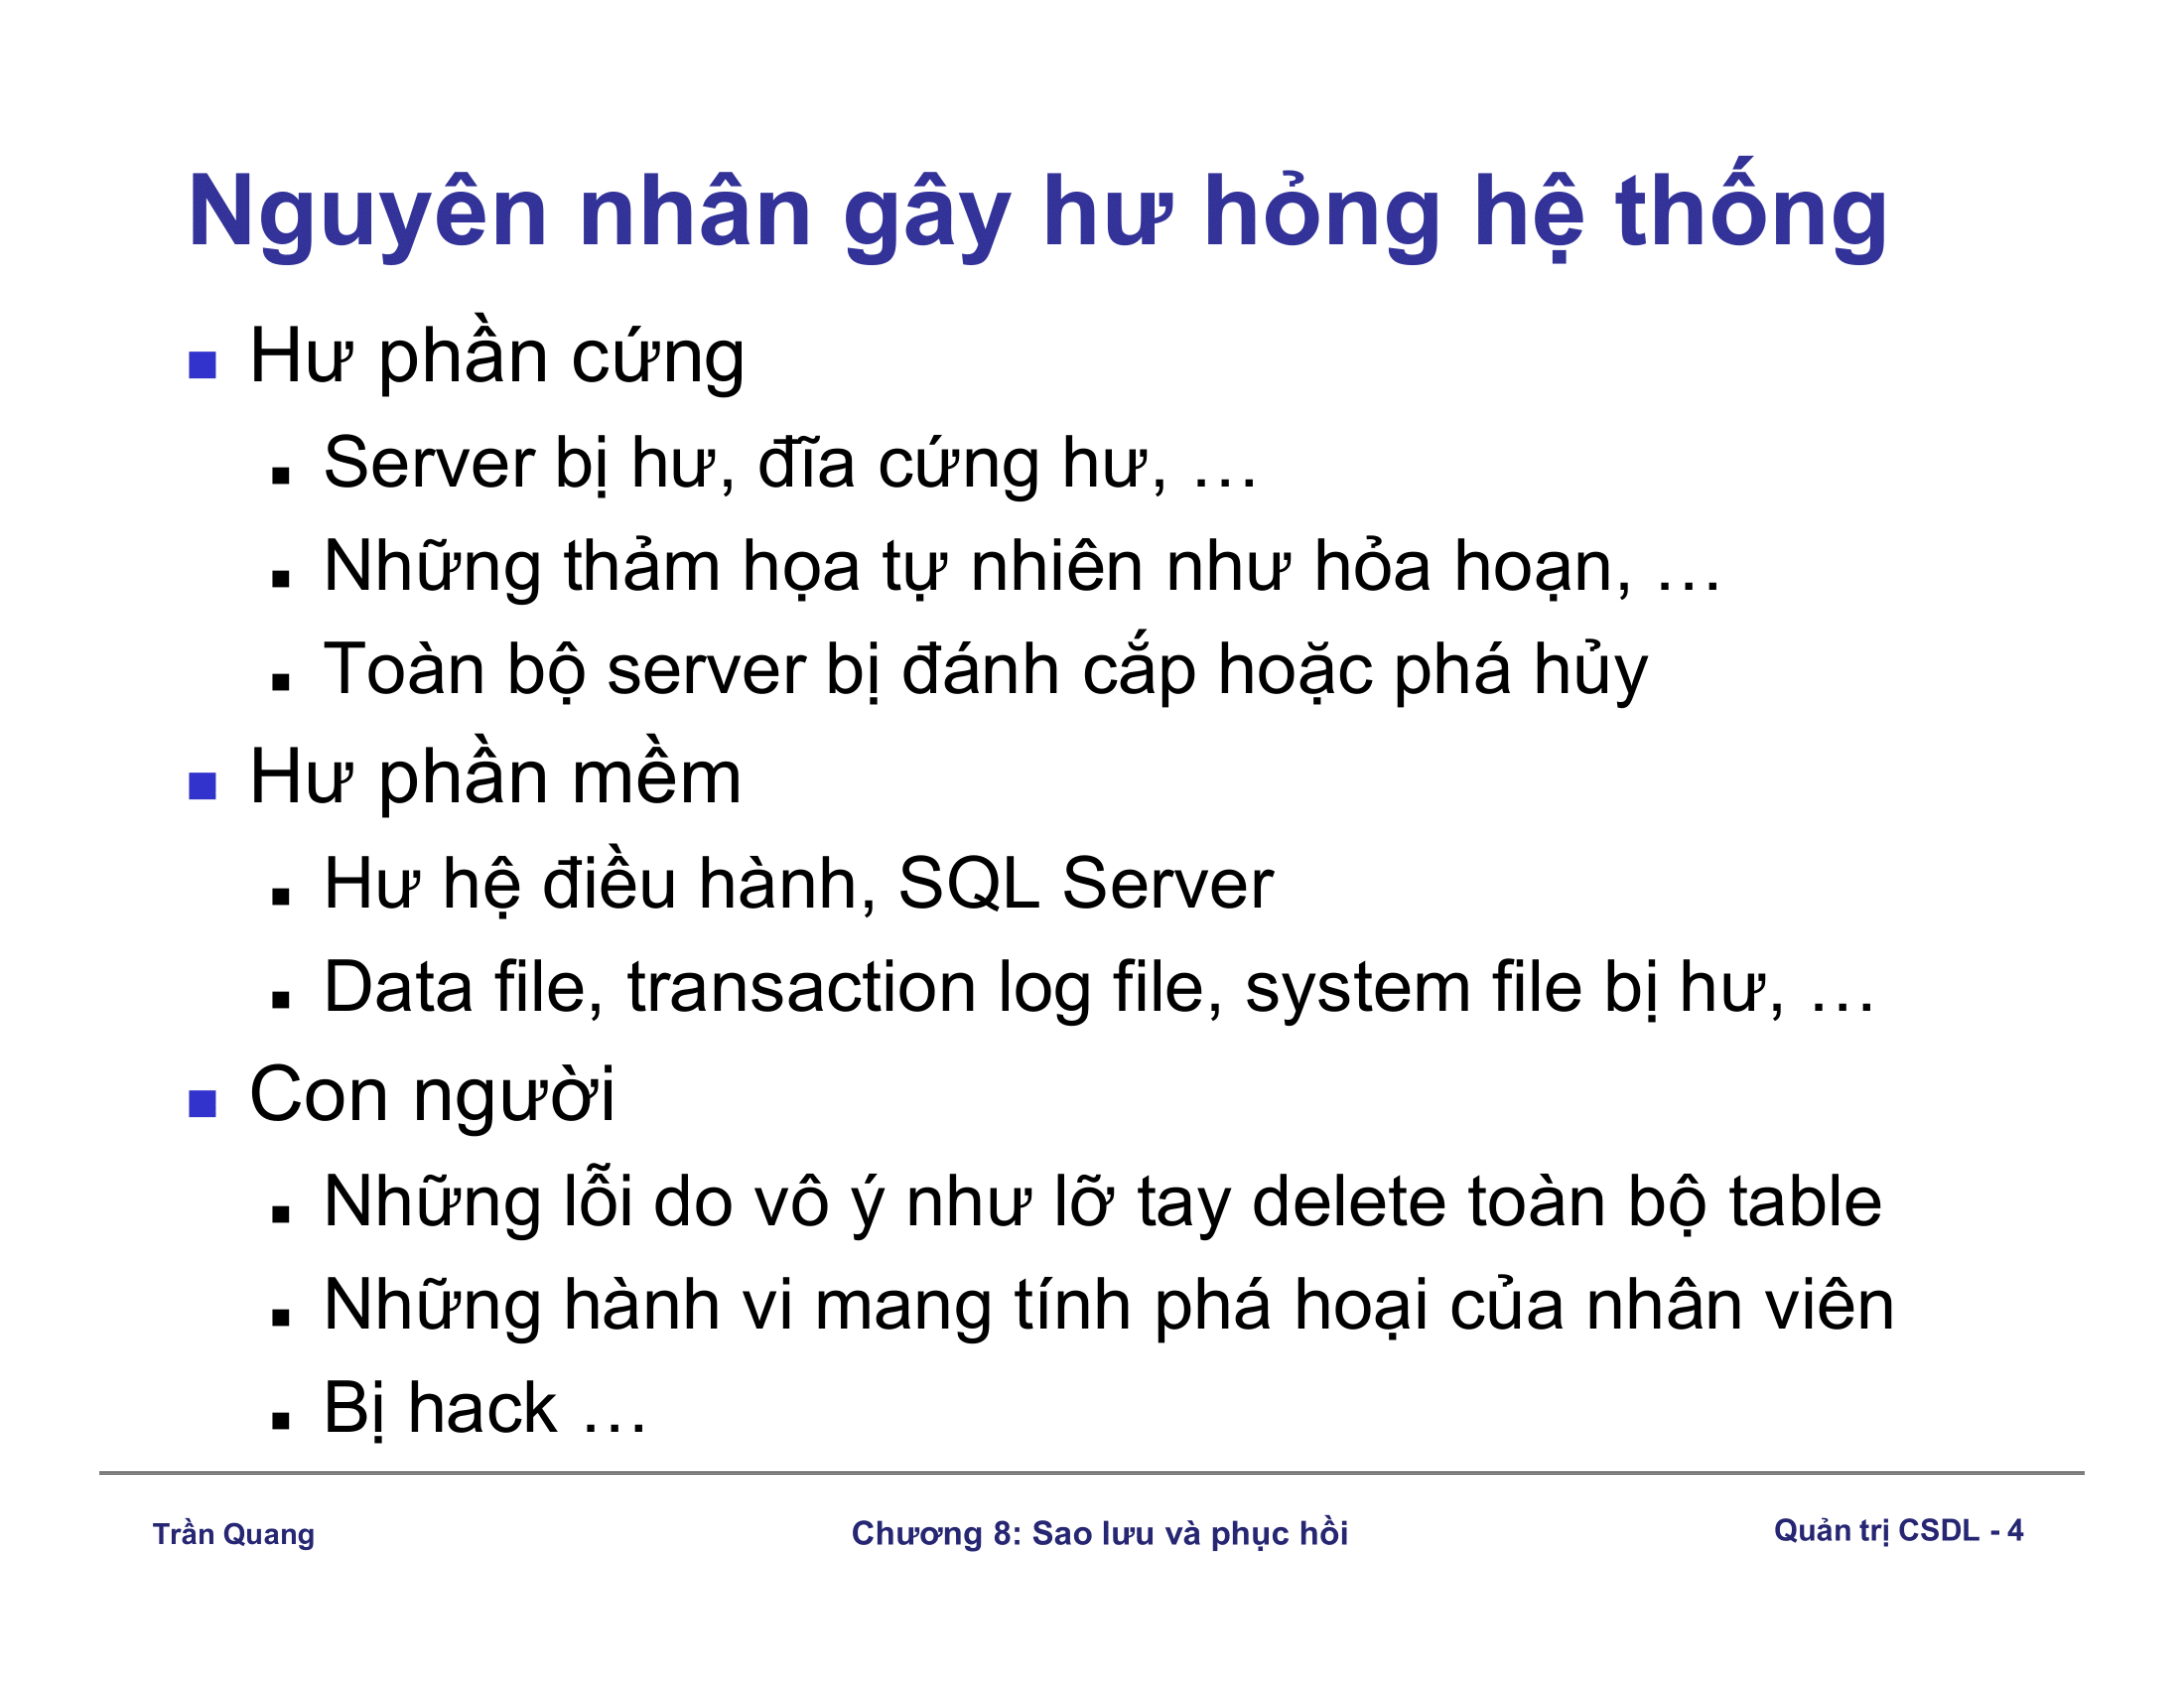 Nguyên nhân gây hư hỏng hệ thống
Hư phần cứng
Server bị hư, đĩa cứng hư, …
Những thảm họa tự nhiên như hỏa hoạn, …
Toàn bộ server bị đánh cắp hoặc phá hủy
Hư phần mềm
Hư hệ điều hành, SQL Server
Data file, transaction log file, system file bị hư, …
Con người
Những lỗi do vô ý như lỡ tay delete toàn bộ table
Những hành vi mang tính phá hoại của nhân viên
Bị hack …
Trần Quang
Chương 8: Sao lưu và phục hồi
Quản trị CSDL - 4